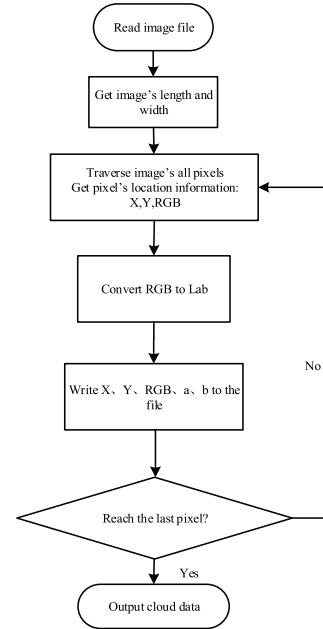 Read image file
Get image's length and
width
Traverse image's all pixels
Get pixel's location information:
X,Y,RGB
Convert RGB to Lab
No
Write X、Y、RGB、a、b to the
file
Reach the last pixel?
Yes
Output cloud data